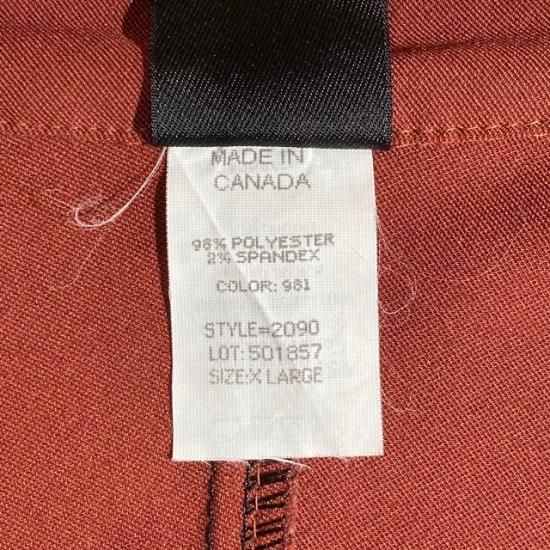 MADE IN
CANADA
98% POLYESTER
2% SPANDEX
COLOR: 981
STYLE=2090
LOT: 501857
SIZE:X LARGE